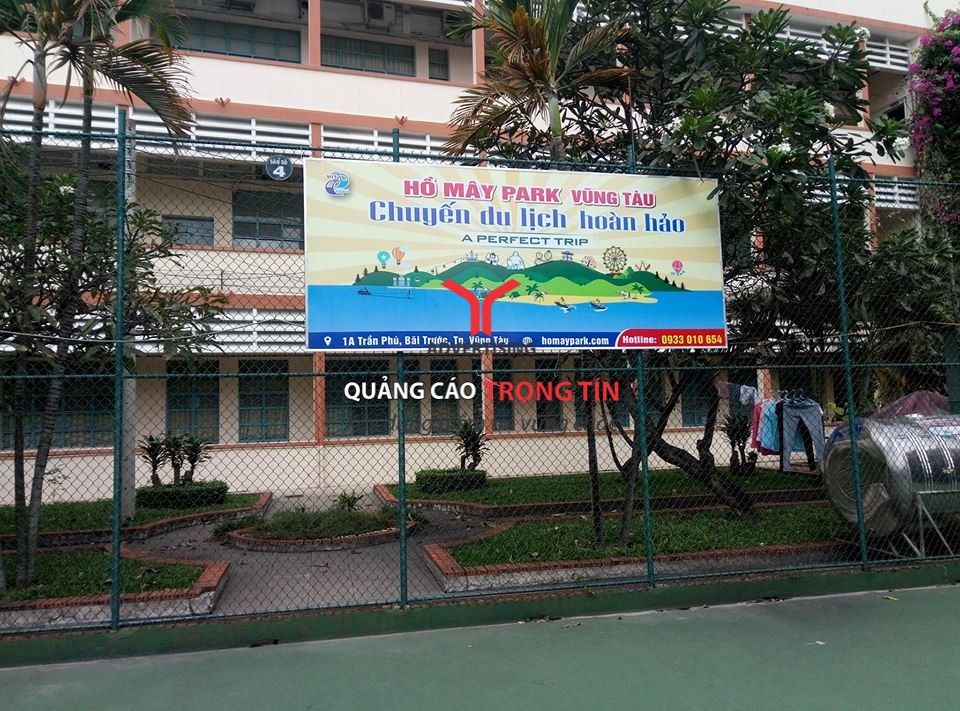 SÂN SỐ
4
HỒ MÂY PARK VŨNG TÀU
Chuyến du lịch hoàn hảo
A PERFECT TRIP
1A Trần Phú, Bãi Trước, Tp. Vũng Tàu homaypark.com Hotline: 0933 010 654
ADVERTISING
QUẢNG CÁO TRỌNG TÍN